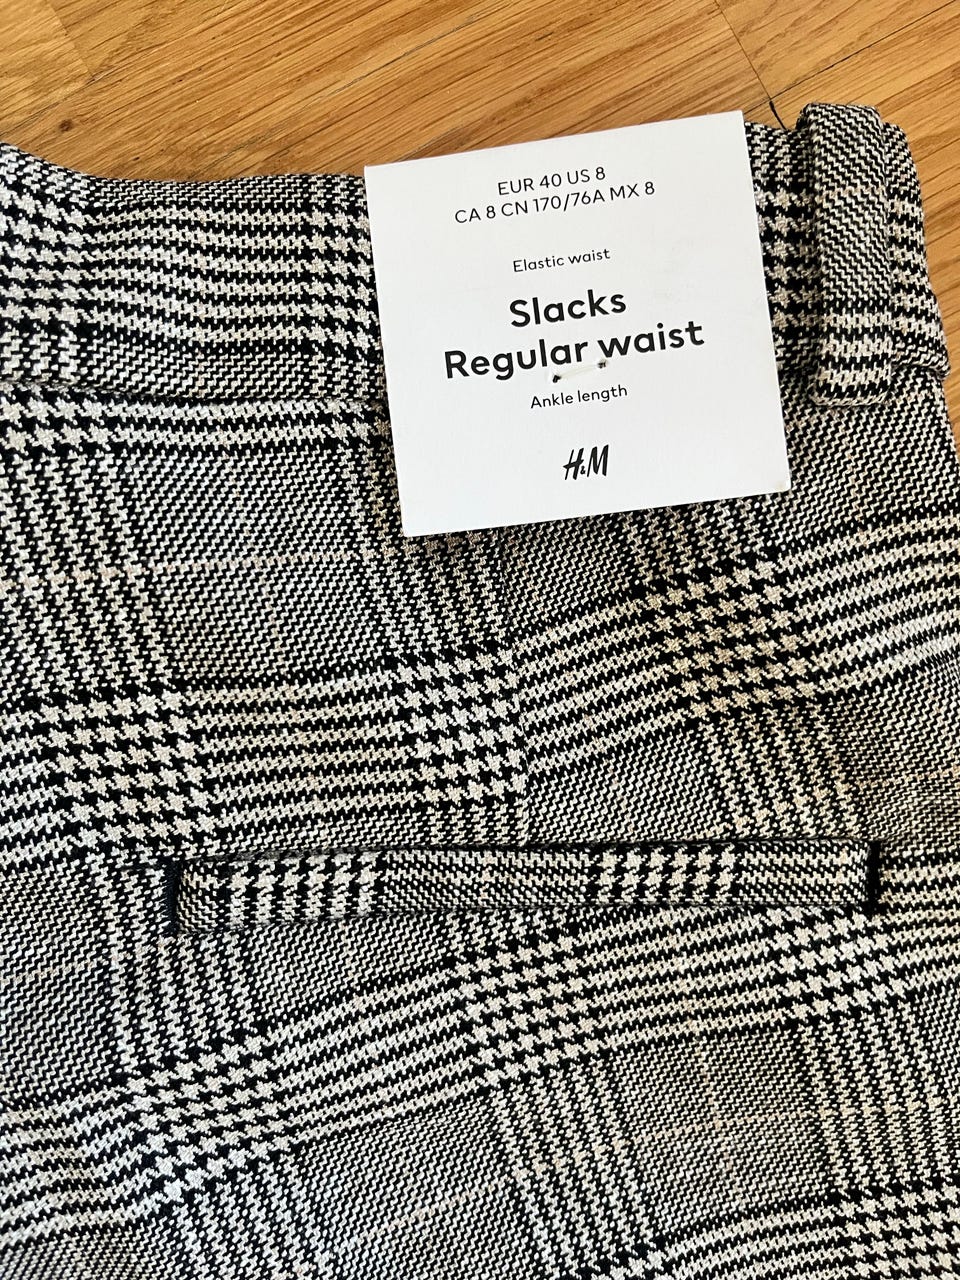 EUR 40 US 8
CA 8 CN 170/76A MX 8
Elastic waist
Slacks
Regular waist
Ankle length
H&M